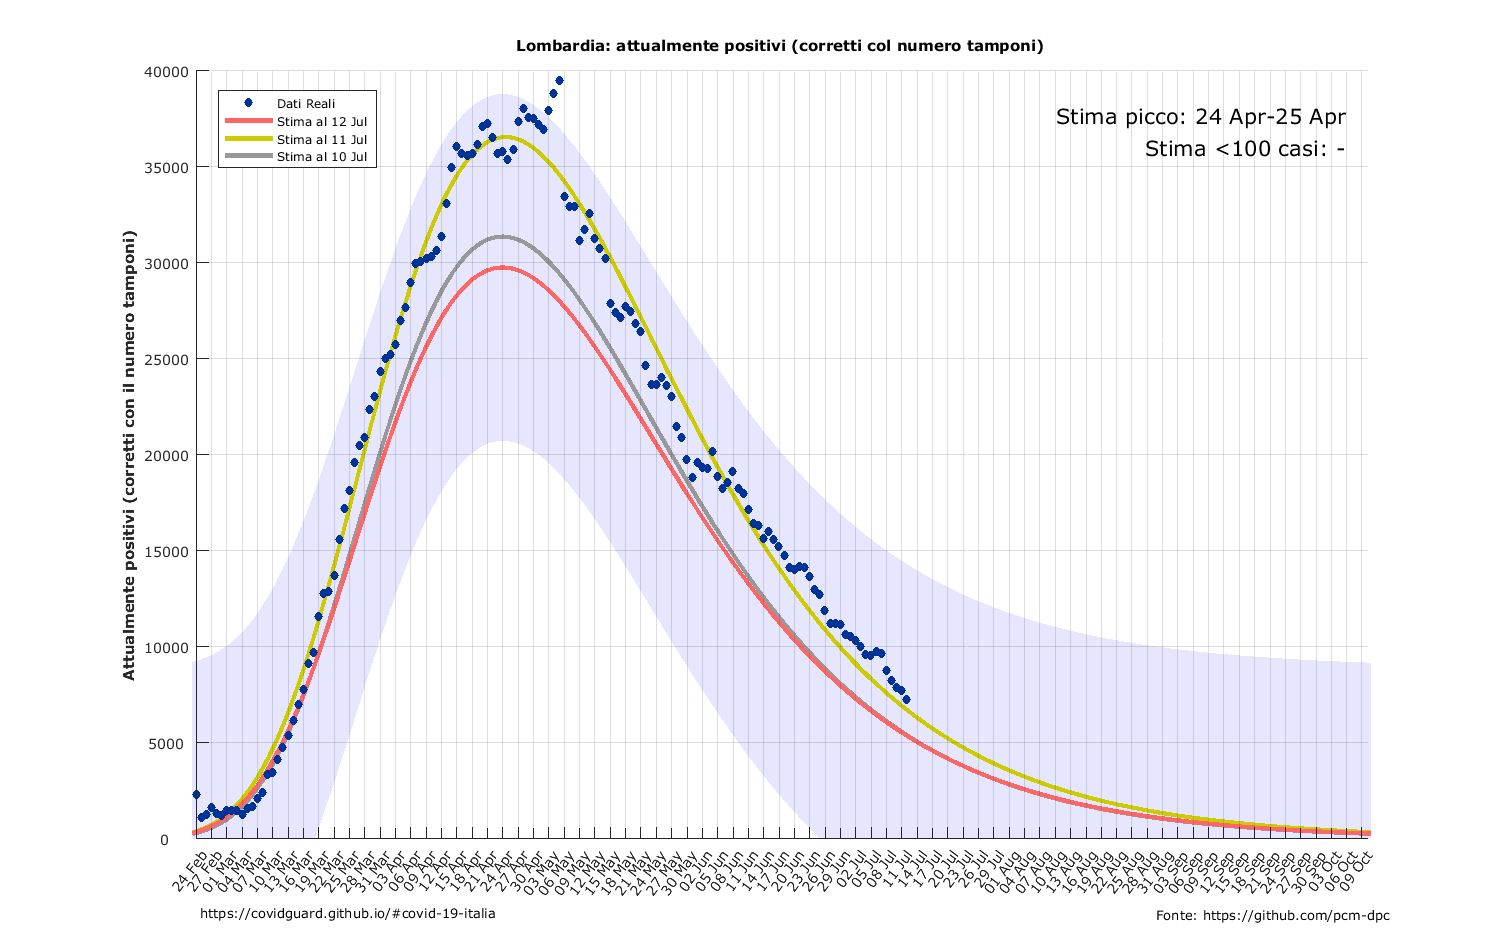 Lombardia: attualmente positivi (corretti col numero tamponi)
Attualmente positivi (corretti con il numero tamponi)
40000
35000
30000
25000
20000
15000
10000
5000
0
Dati Reali
Stima al 12 Jul
Stima al 11 Jul
Stima al 10 Jul
Stima picco: 24 Apr-25 Apr
Stima <100 casi: -
24 Feb
27 Feb
01 Mar
04 Mar
07 Mar
10 Mar
13 Mar
16 Mar
19 Mar
22 Mar
25 Mar
28 Mar
31 Mar
03 Apr
06 Apr
09 Apr
12 Apr
15 Apr
18 Apr
21 Apr
24 Apr
27 Apr
30 Apr
03 May
06 May
09 May
12 May
15 May
18 May
21 May
24 May
27 May
30 May
02 Jun
05 Jun
08 Jun
11 Jun
14 Jun
17 Jun
20 Jun
23 Jun
26 Jun
29 Jun
02 Jul
05 Jul
08 Jul
11 Jul
14 Jul
17 Jul
20 Jul
23 Jul
26 Jul
29 Jul
01 Aug
04 Aug
07 Aug
10 Aug
13 Aug
16 Aug
19 Aug
22 Aug
25 Aug
28 Aug
31 Aug
03 Sep
06 Sep
09 Sep
12 Sep
15 Sep
18 Sep
21 Sep
24 Sep
27 Sep
30 Sep
03 Oct
06 Oct
09 Oct
https://covidguard.github.io/#covid-19-italia
Fonte: https://github.com/pcm-dpc